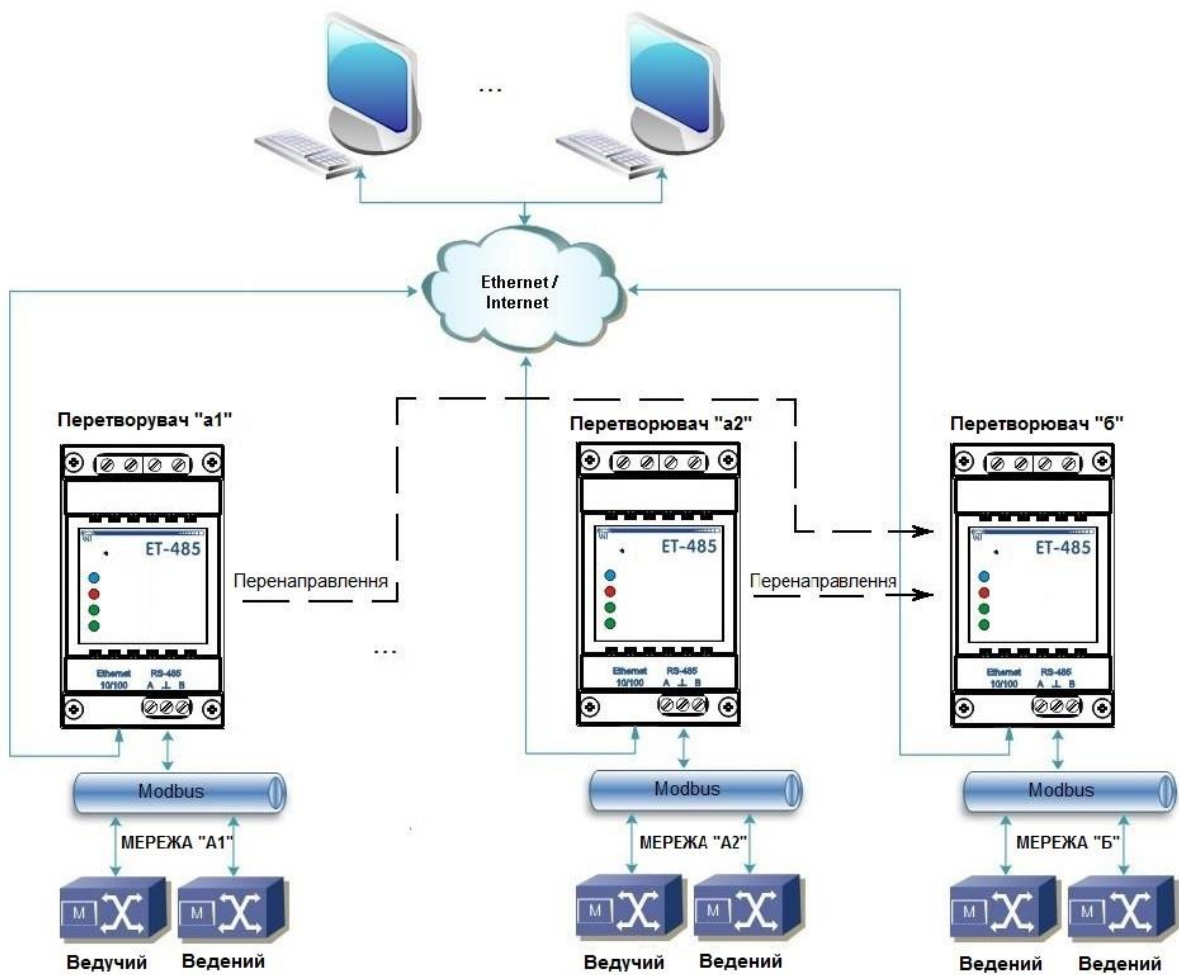 ...
Ethernet /
Internet
Перетворувач "а1"
Перетворювач "а2"
Перетворювач "б"
ET-485
ET-485
ET-485
Перенаправлення
Перенаправлення
...
Ethernet RS-485
10/100 A ⊥ B
Ethernet RS-485
10/100 A ⊥ B
Ethernet RS-485
10/100 A ⊥ B
Modbus
Modbus
Modbus
МЕРЕЖА "А1"
МЕРЕЖА "А2"
МЕРЕЖА "Б"
M
M
M
M
M
M
Ведучий
Ведений
Ведучий
Ведений
Ведений
Ведений